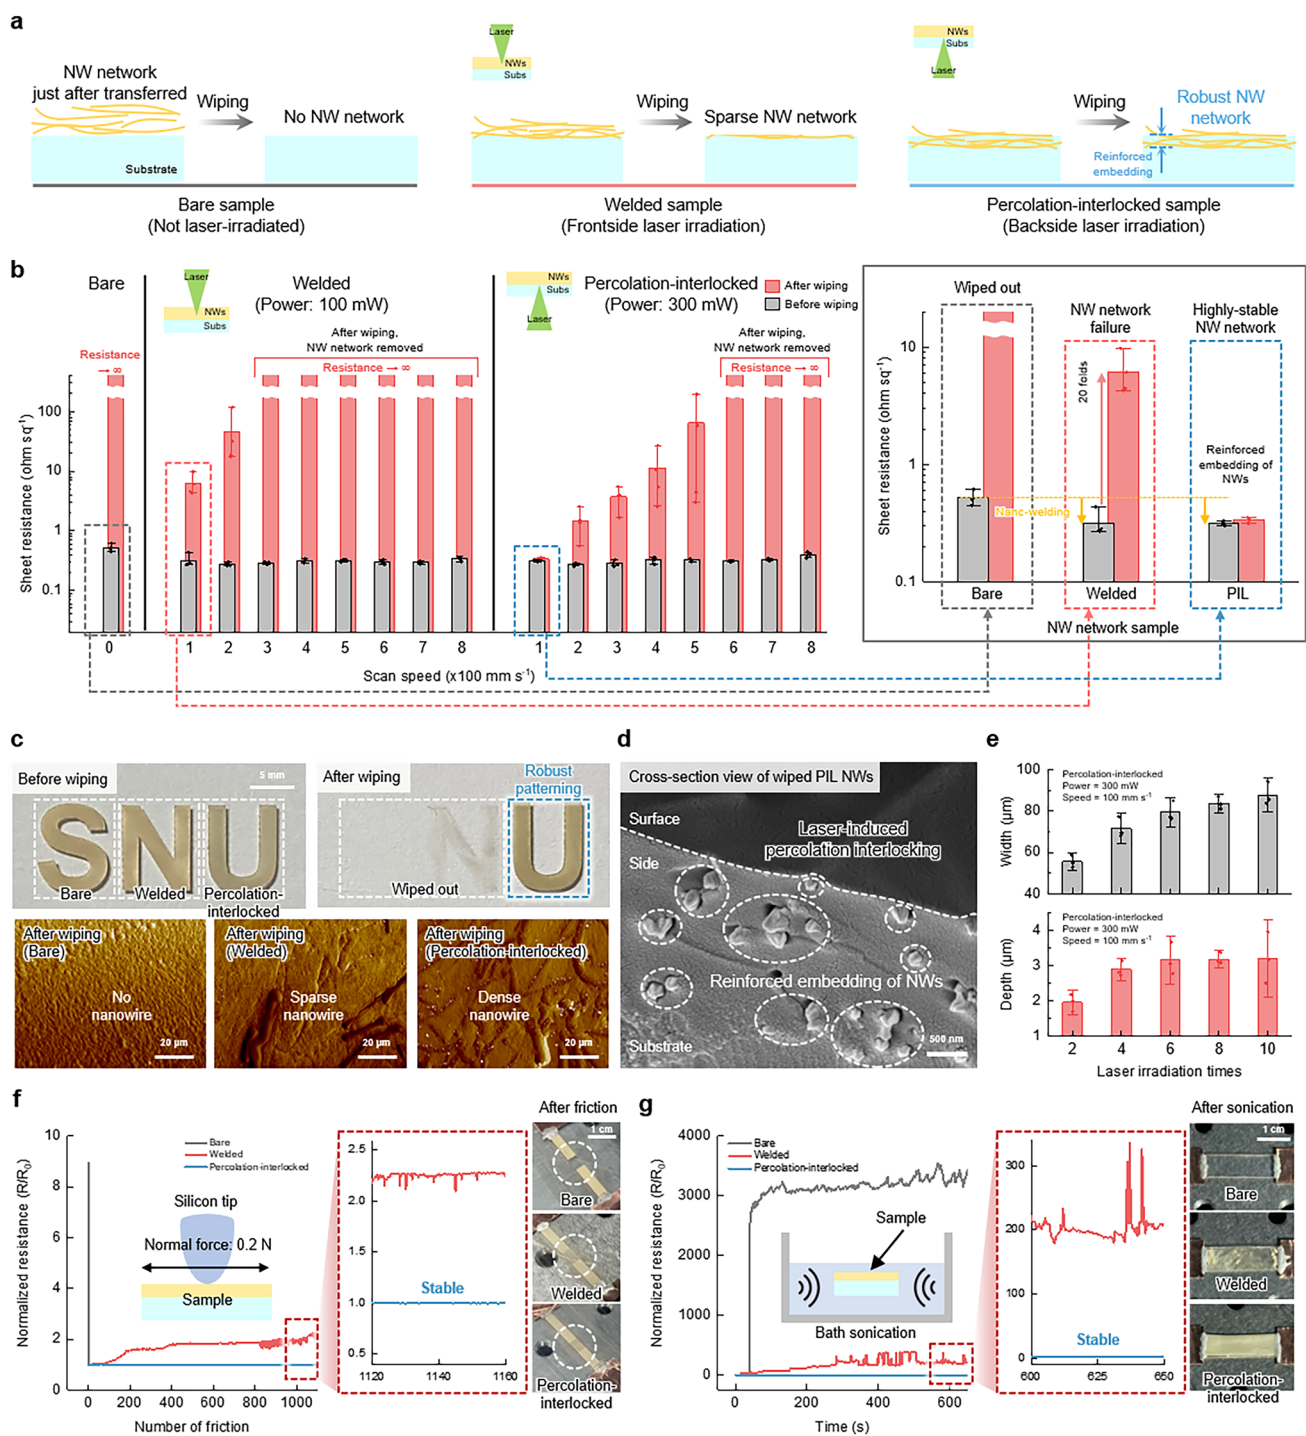 a
NW network
just after transferred
Wiping
No NW network
Substrate
Bare sample
(Not laser-irradiated)
Laser
NWs
Subs
Wiping
Sparse NW network
Welded sample
(Frontside laser irradiation)
NWs
Subs
Laser
Wiping
Robust NW
network
Reinforced
embedding
Percolation-interlocked sample
(Backside laser irradiation)
b
Bare
Laser
NWs
Subs
Welded
(Power: 100 mW)
NWs
Subs
Laser
Percolation-interlocked
(Power: 300 mW)
After wiping
Before wiping
Resistance
→ ∞
After wiping,
NW network removed
Resistance → ∞
After wiping,
NW network removed
Resistance → ∞
Sheet resistance (ohm sq⁻¹)
100
10
1
0.1
0 1 2 3 4 5 6 7 8 1 2 3 4 5 6 7 8
Scan speed (x100 mm s⁻¹)
Wiped out
NW network
failure
Highly-stable
NW network
20 folds
Reinforced
embedding of
NWs
Nano-welding
Sheet resistance (ohm sq⁻¹)
10
1
0.1
Bare Welded PIL
NW network sample
c
Before wiping
5 mm
SNU
Bare Welded Percolation-
interlocked
After wiping
Robust
patterning
N U
Wiped out
After wiping
(Bare)
No
nanowire
20 μm
After wiping
(Welded)
Sparse
nanowire
20 μm
After wiping
(Percolation-interlocked)
Dense
nanowire
20 μm
d
Cross-section view of wiped PIL NWs
Surface
Side
Laser-induced
percolation interlocking
Reinforced embedding of NWs
Substrate
500 nm
e
Percolation-interlocked
Power = 300 mW
Speed = 100 mm s⁻¹
Width (μm)
100
80
60
40
Percolation-interlocked
Power = 300 mW
Speed = 100 mm s⁻¹
Depth (μm)
5
4
3
2
1
2 4 6 8 10
Laser irradiation times
f
Bare
Welded
Percolation-interlocked
Silicon tip
Normal force: 0.2 N
Sample
Normalized resistance (R/R₀)
10
8
6
4
2
0
0 200 400 600 800 1000
Number of friction
2.5
2.0
1.5
1.0
0.5
Stable
1120 1140 1160
After friction
1 cm
Bare
Welded
Percolation-
interlocked
g
Bare
Welded
Percolation-interlocked
Sample
Bath sonication
Normalized resistance (R/R₀)
4000
3000
2000
1000
0
0 200 400 600
Time (s)
300
200
100
0
Stable
600 625 650
After sonication
1 cm
Bare
Welded
Percolation-
interlocked